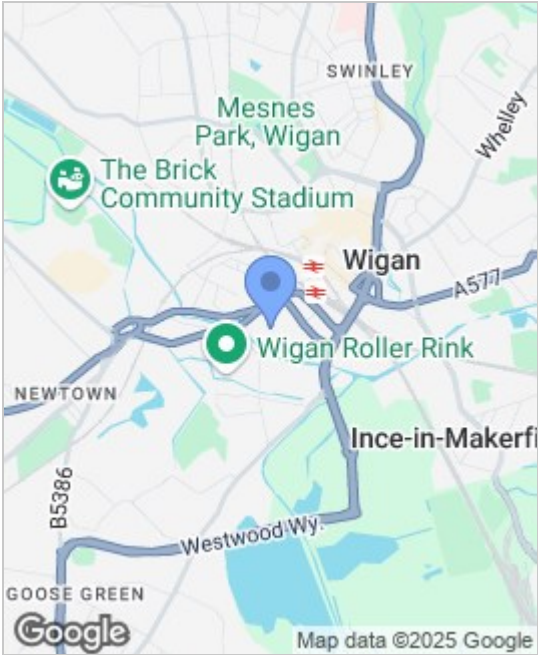 SWINLEY
Mesnes
Park, Wigan
Whelley
The Brick
Community Stadium
Wigan
A577
Wigan Roller Rink
NEWTOWN
Ince-in-Makerfi
B5386
Westwood Wy.
GOOSE GREEN
Google
Map data ©2025 Google